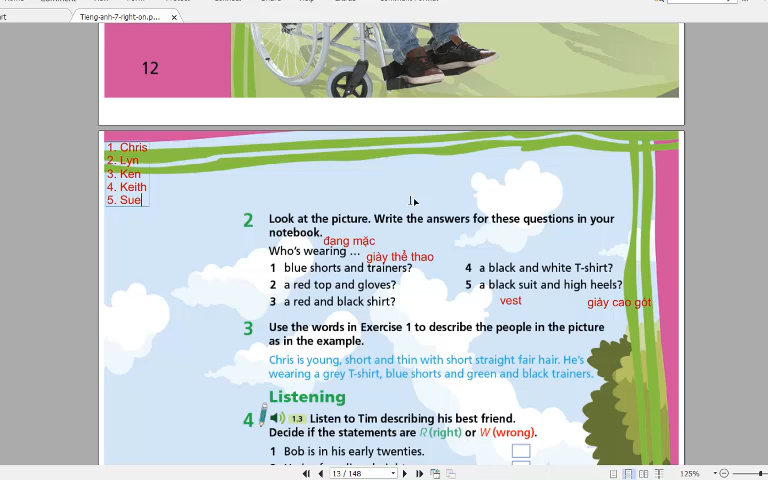 Tieng-anh-7-right-on.p...
12
1. Chris
2. Lyn
3. Ken
4. Keith
5. Sue
2 Look at the picture. Write the answers for these questions in your
notebook.
đang mặc
Who's wearing ...
giày thể thao
1 blue shorts and trainers?
2 a red top and gloves?
3 a red and black shirt?
4 a black and white T-shirt?
5 a black suit and high heels?
vest
giày cao gót
3 Use the words in Exercise 1 to describe the people in the picture
as in the example.
Chris is young, short and thin with short straight fair hair. He's
wearing a grey T-shirt, blue shorts and green and black trainers.
Listening
4 1.3 Listen to Tim describing his best friend.
Decide if the statements are R (right) or W (wrong).
1 Bob is in his early twenties.
13 / 148
125%